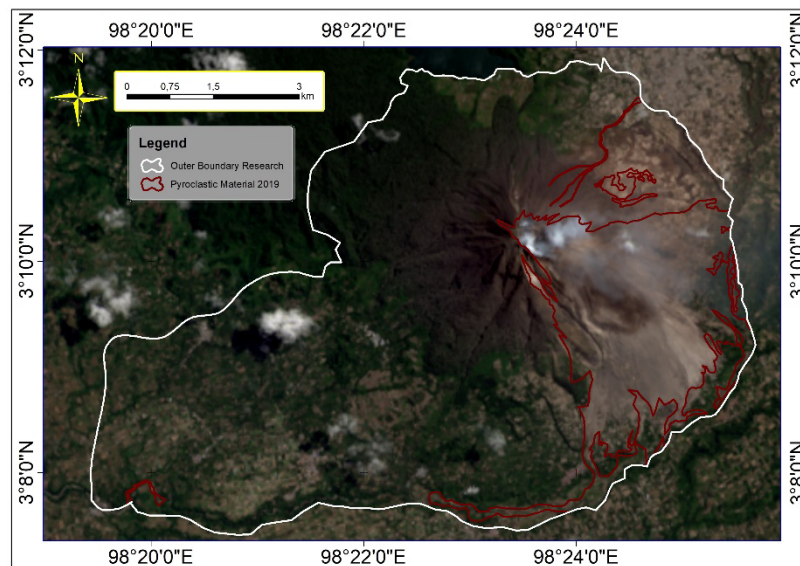 98°20'0"E 98°22'0"E 98°24'0"E
3°12'0"N 3°12'0"N
N
0 0,75 1,5 3
km
Legend
Outer Boundary Research
Pyroclastic Material 2019
3°10'0"N 3°10'0"N
3°8'0"N 3°8'0"N
98°20'0"E 98°22'0"E 98°24'0"E